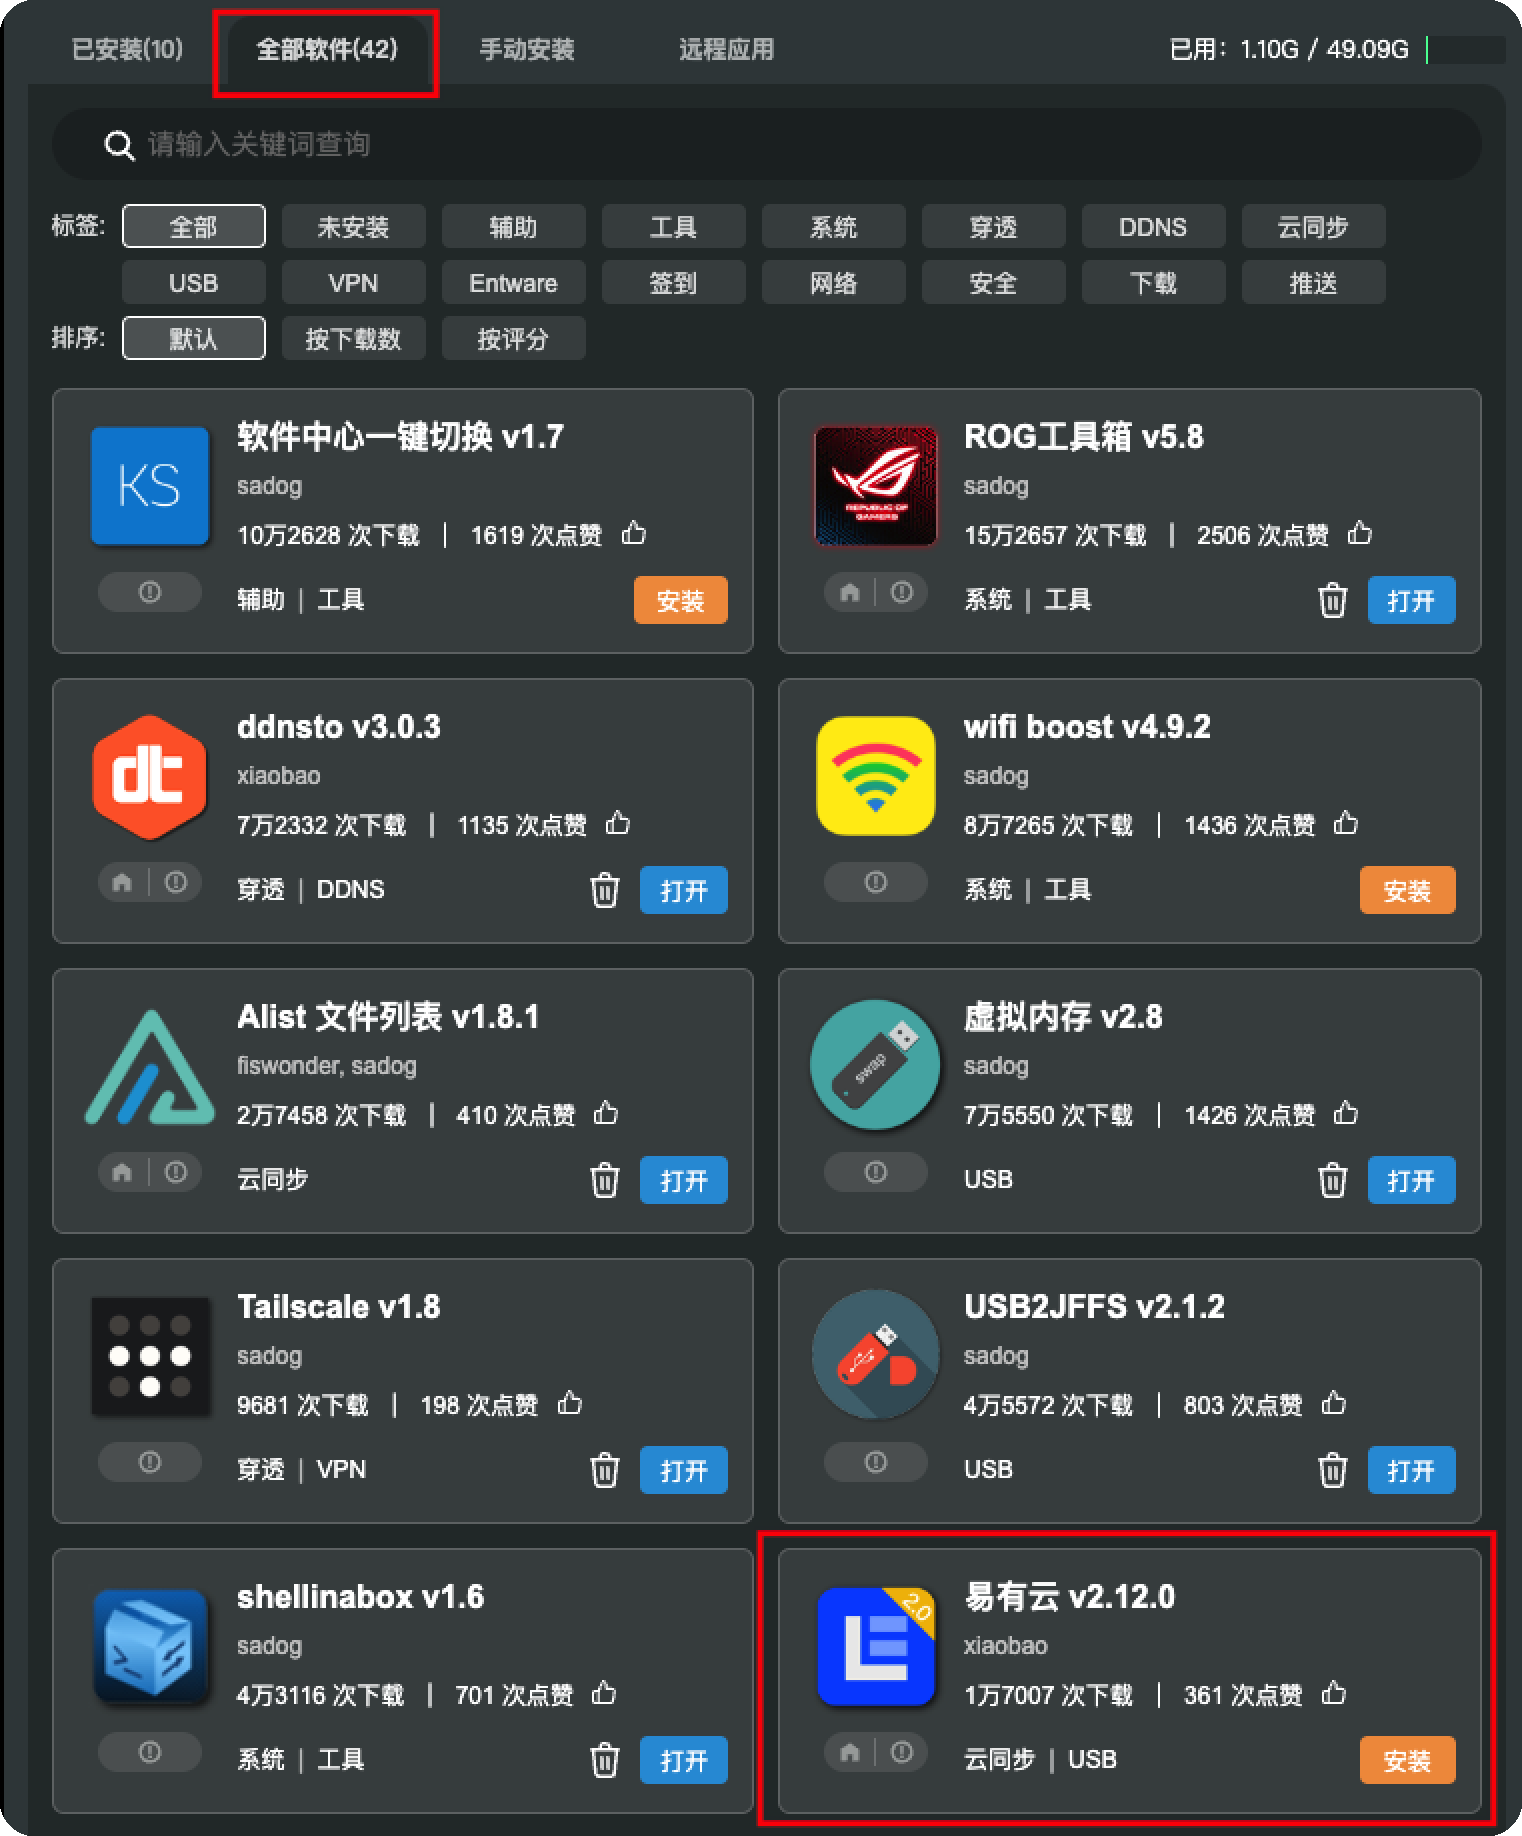 已安装(10) 全部软件(42) 手动安装 远程应用 已用：1.10G / 49.09G
请输入关键词查询
标签: 全部 未安装 辅助 工具 系统 穿透 DDNS 云同步
USB VPN Entware 签到 网络 安全 下载 推送
排序: 默认 按下载数 按评分
KS
软件中心一键切换 v1.7
sadog
10万2628 次下载 | 1619 次点赞
辅助 | 工具 安装
REPUBLIC OF
GAMERS
ROG工具箱 v5.8
sadog
15万2657 次下载 | 2506 次点赞
系统 | 工具 打开
dt
ddnsto v3.0.3
xiaobao
7万2332 次下载 | 1135 次点赞
穿透 | DDNS 打开
wifi boost v4.9.2
sadog
8万7265 次下载 | 1436 次点赞
系统 | 工具 安装
Alist 文件列表 v1.8.1
fiswonder, sadog
2万7458 次下载 | 410 次点赞
云同步 打开
swap
虚拟内存 v2.8
sadog
7万5550 次下载 | 1426 次点赞
USB 打开
Tailscale v1.8
sadog
9681 次下载 | 198 次点赞
穿透 | VPN 打开
USB2JFFS v2.1.2
sadog
4万5572 次下载 | 803 次点赞
USB 打开
shellinabox v1.6
sadog
4万3116 次下载 | 701 次点赞
系统 | 工具 打开
2.0
易有云 v2.12.0
xiaobao
1万7007 次下载 | 361 次点赞
云同步 | USB 安装